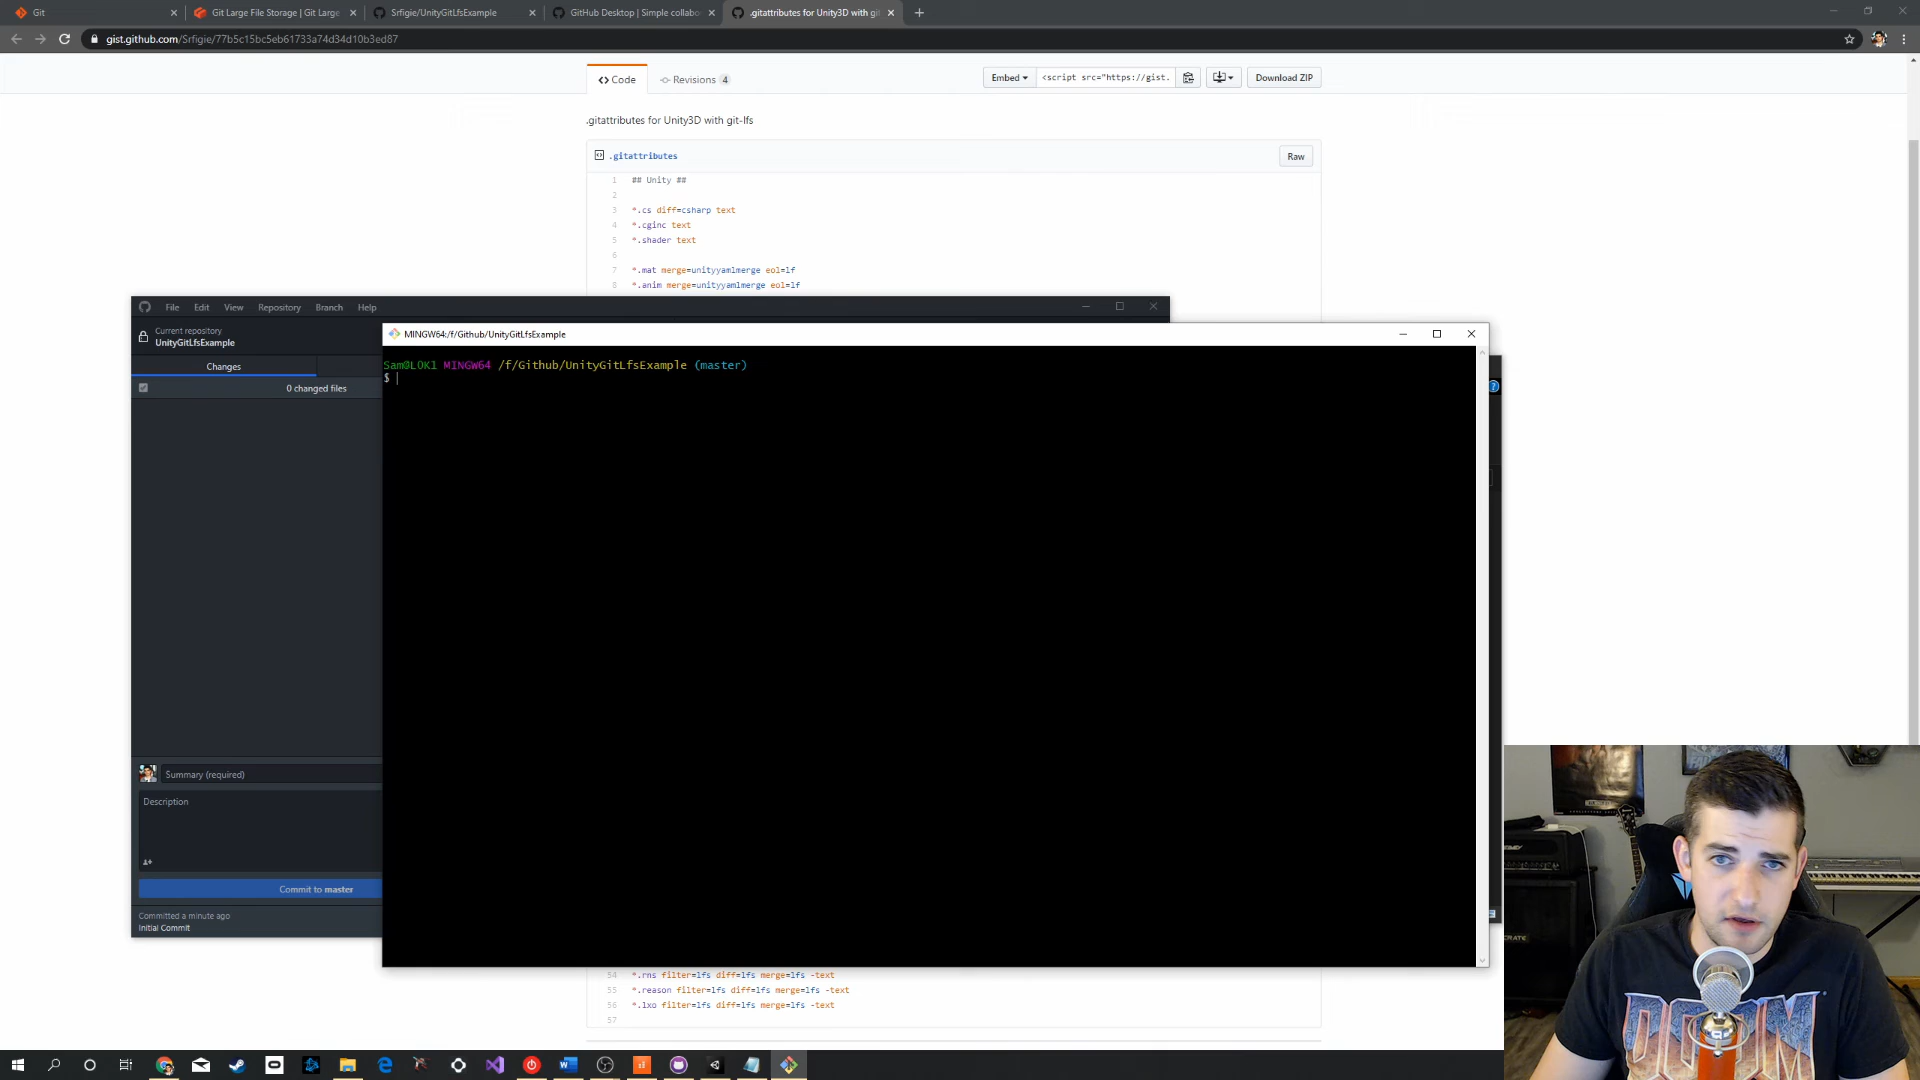 Git
Git Large File Storage | Git Large
Srfigie/UnityGitLfsExample
GitHub Desktop | Simple collabo
.gitattributes for Unity3D with git
gist.github.com/Srfigie/77b5c15bc5eb61733a74d34d10b3ed87
Code
Revisions 4
Embed
<script src="https://gist.
Download ZIP
.gitattributes for Unity3D with git-lfs
.gitattributes
Raw
1 ## Unity ##
2
3 *.cs diff=csharp text
4 *.cginc text
5 *.shader text
6
7 *.mat merge=unityyamlmerge eol=lf
8 *.anim merge=unityyamlmerge eol=lf
File Edit View Repository Branch Help
Current repository
UnityGitLfsExample
Changes
0 changed files
MINGW64:/f/Github/UnityGitLfsExample
Sam@LOKI MINGW64 /f/Github/UnityGitLfsExample (master)
$
Summary (required)
Description
Commit to master
Committed a minute ago
Initial Commit
54 *.rns filter=lfs diff=lfs merge=lfs -text
55 *.reason filter=lfs diff=lfs merge=lfs -text
56 *.lxo filter=lfs diff=lfs merge=lfs -text
57
CRATE
DOOM